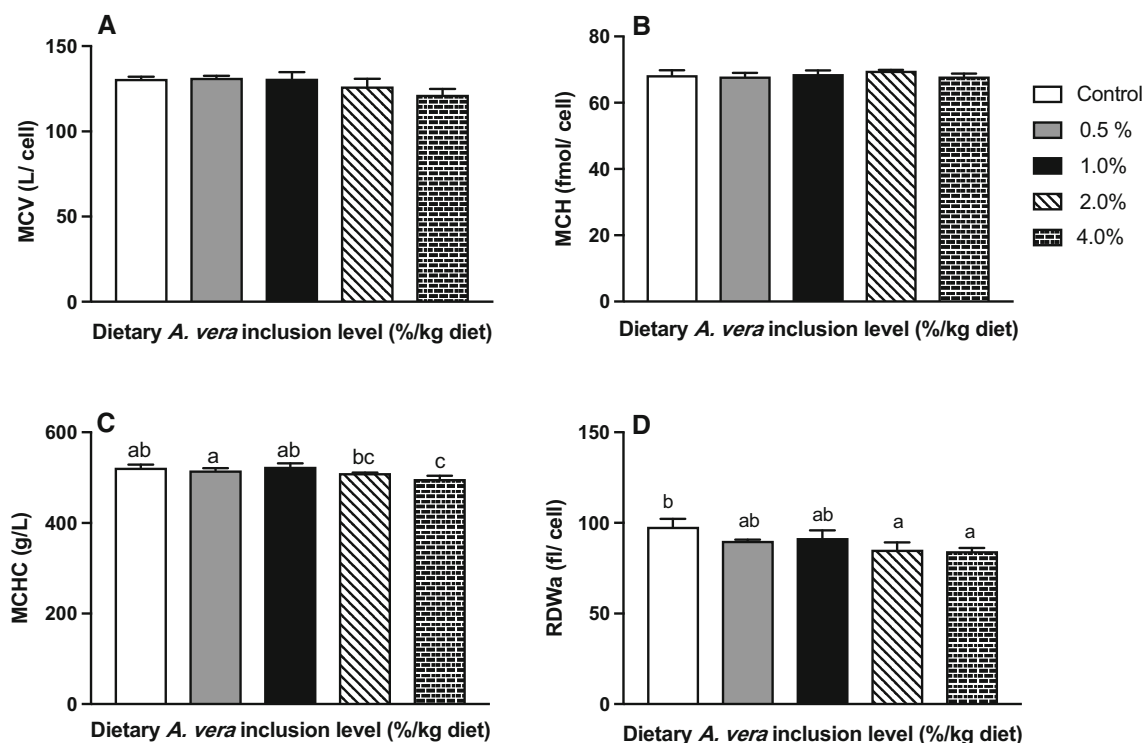 A
MCV (L/ cell)
150
100
50
0
Dietary A. vera inclusion level (%/kg diet)
B
MCH (fmol/ cell)
80
60
40
20
0
Dietary A. vera inclusion level (%/kg diet)
Control
0.5 %
1.0%
2.0%
4.0%
C
MCHC (g/L)
600
400
200
0
ab
a
ab
bc
c
Dietary A. vera inclusion level (%/kg diet)
D
RDWa (fl/ cell)
150
100
50
0
b
ab
ab
a
a
Dietary A. vera inclusion level (%/kg diet)